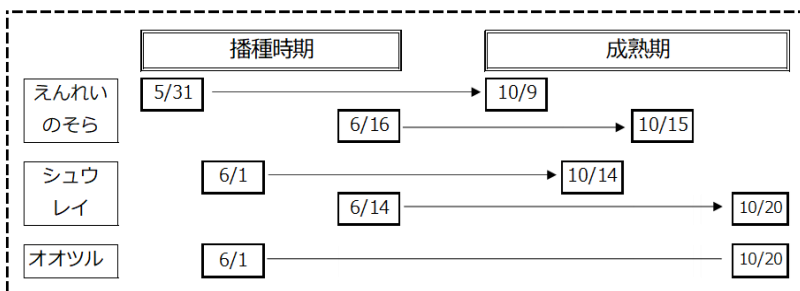 播種時期 成熟期
えんれい
のそら
5/31 10/9
6/16 10/15
シュウ
レイ
6/1 10/14
6/14 10/20
オオツル 6/1 10/20